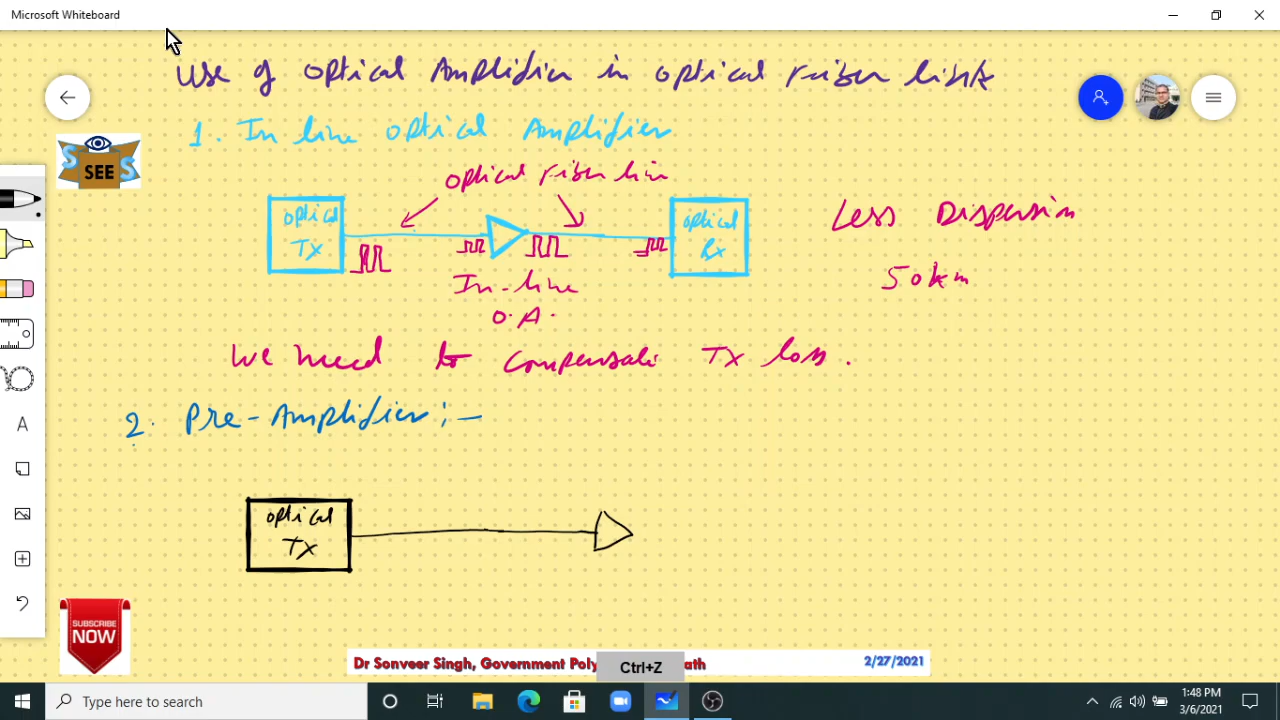 Microsoft Whiteboard
Use of Optical Amplifier in optical Fiber link
1. In line optical Amplifier
optical fiber line
optical
TX
optical
Rx
Less Dispersion
50km
In-line
O.A.
We need to compensate TX loss.
2. Pre-Amplifier:-
optical
TX
S
SEE
S
A
SUBSCRIBE
NOW
Dr Sonveer Singh, Government Poly
ath
Ctrl+Z
2/27/2021
Type here to search
1:48 PM
3/6/2021